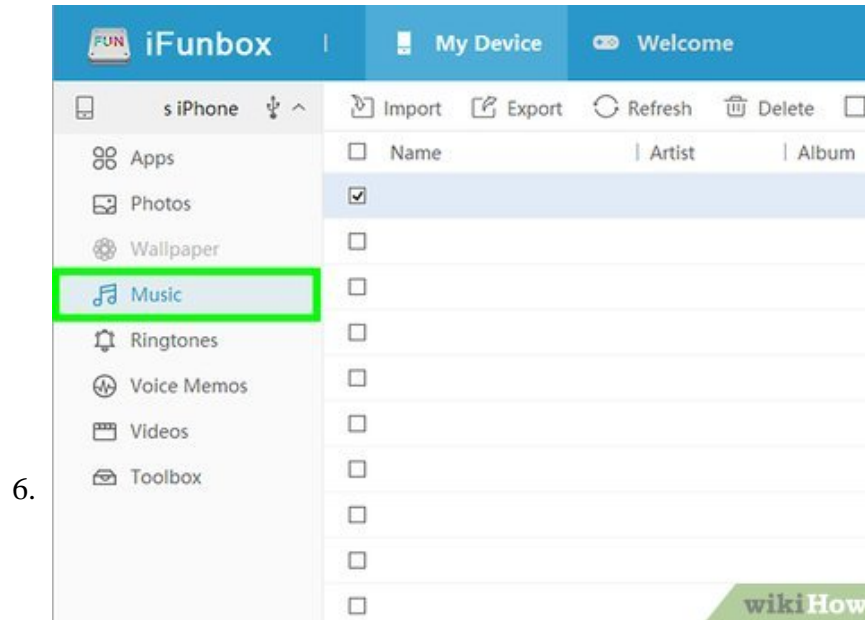 FUN iFunbox | My Device Welcome
s iPhone Import Export Refresh Delete
Name | Artist | Album
Apps
Photos
Wallpaper
Music
Ringtones
Voice Memos
Videos
Toolbox
6.
wikiHow